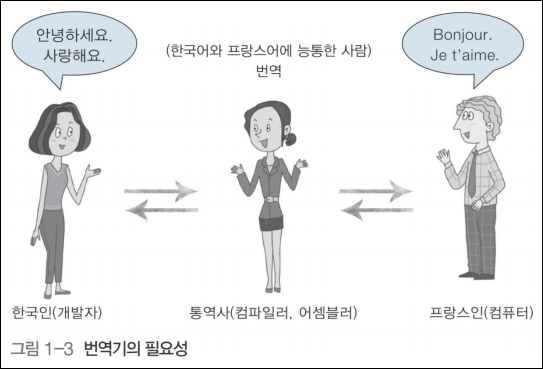 안녕하세요.
사랑해요.
(한국어와 프랑스어에 능통한 사람)
번역
Bonjour.
Je t'aime.
한국인(개발자)
통역사(컴파일러, 어셈블러)
프랑스인(컴퓨터)
그림 1-3 번역기의 필요성